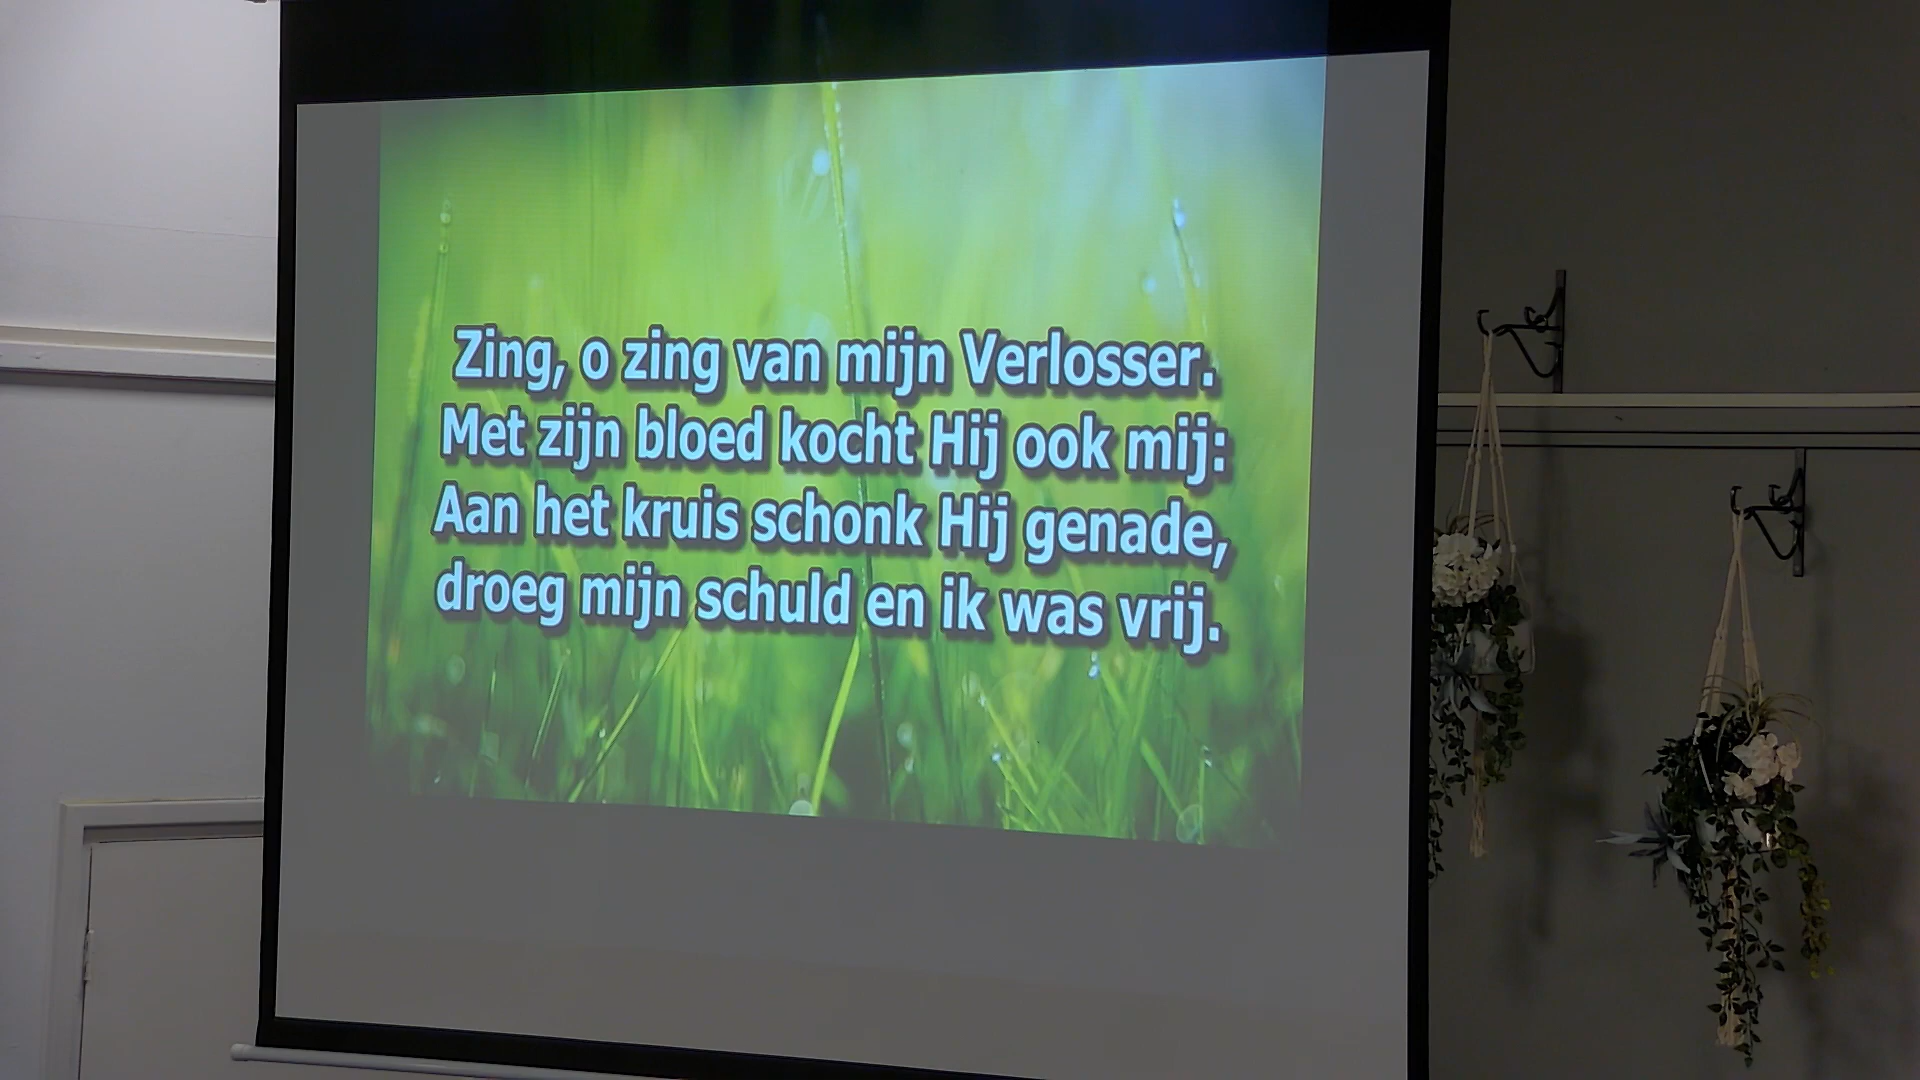 Zing, o zing van mijn Verlosser.
Met zijn bloed kocht Hij ook mij:
Aan het kruis schonk Hij genade,
droeg mijn schuld en ik was vrij.